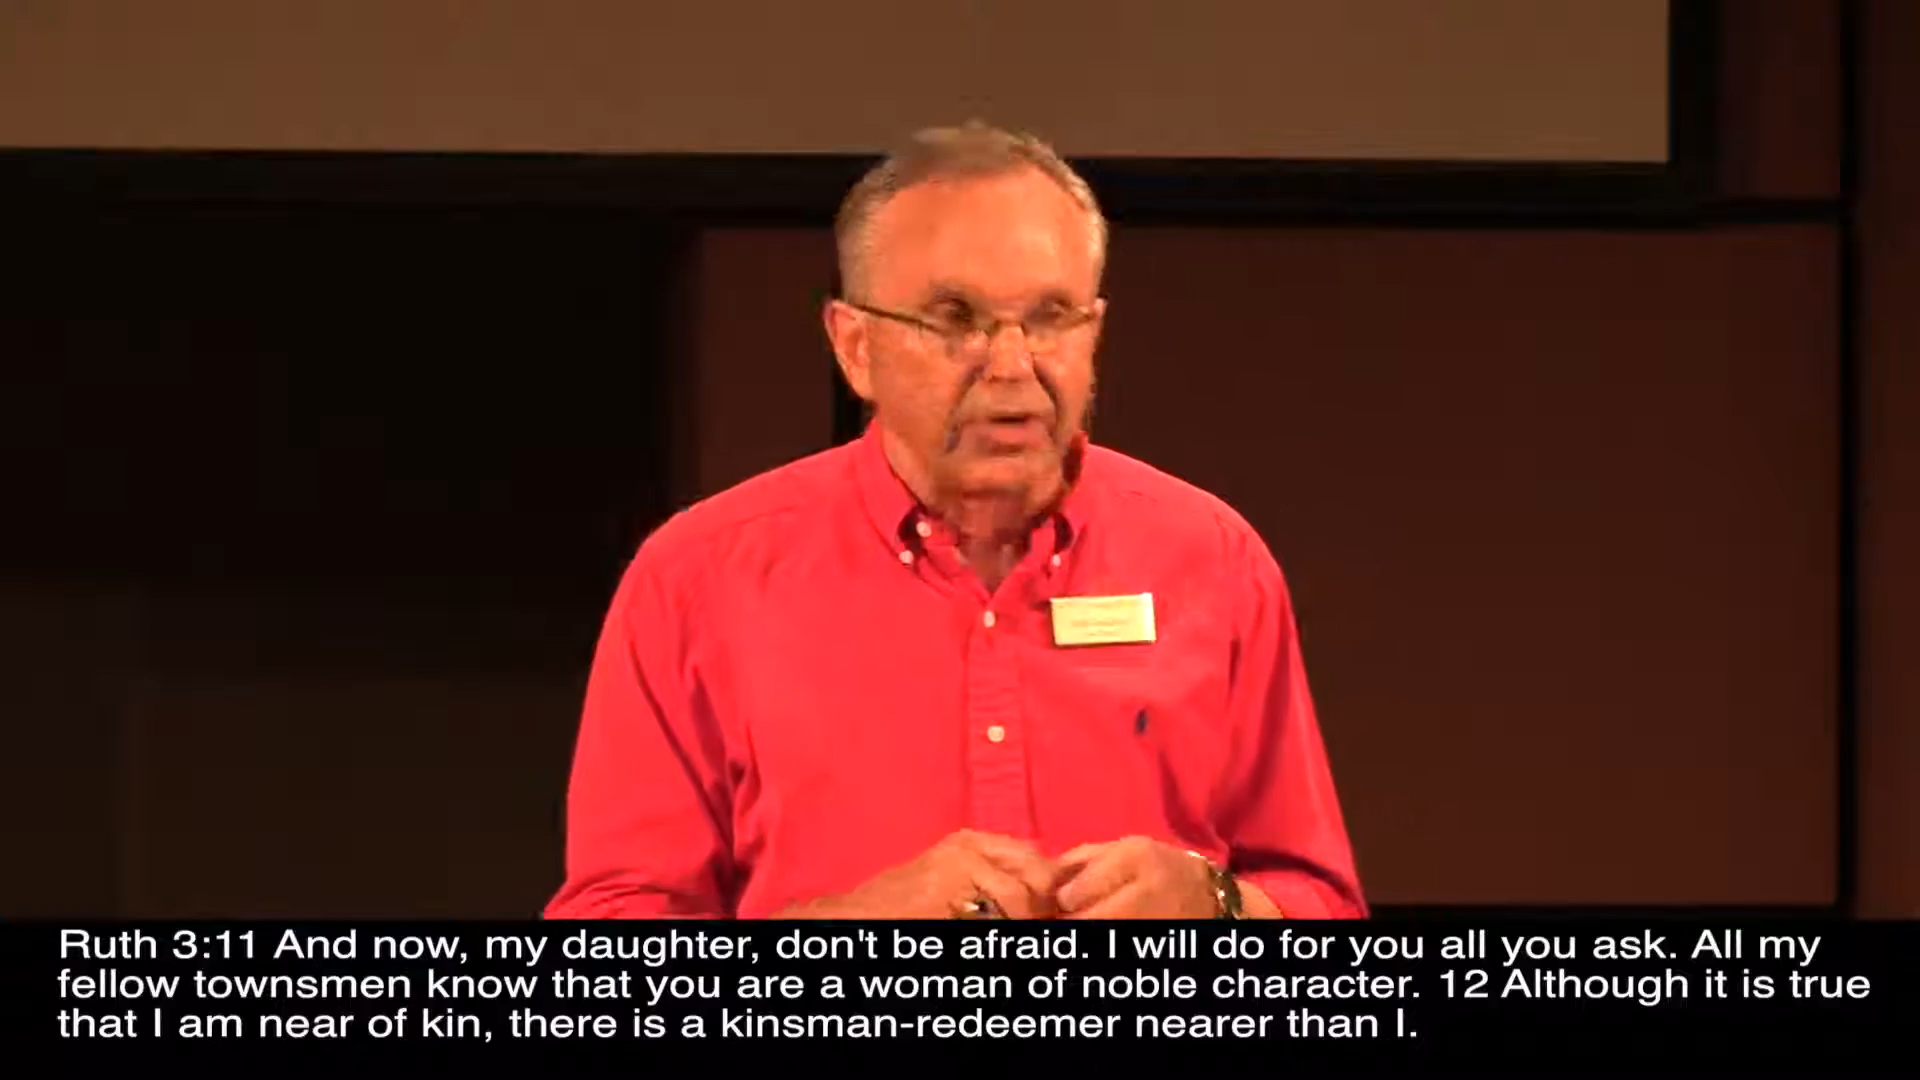 Ruth 3:11 And now, my daughter, don't be afraid. I will do for you all you ask. All my
fellow townsmen know that you are a woman of noble character. 12 Although it is true
that I am near of kin, there is a kinsman-redeemer nearer than I.